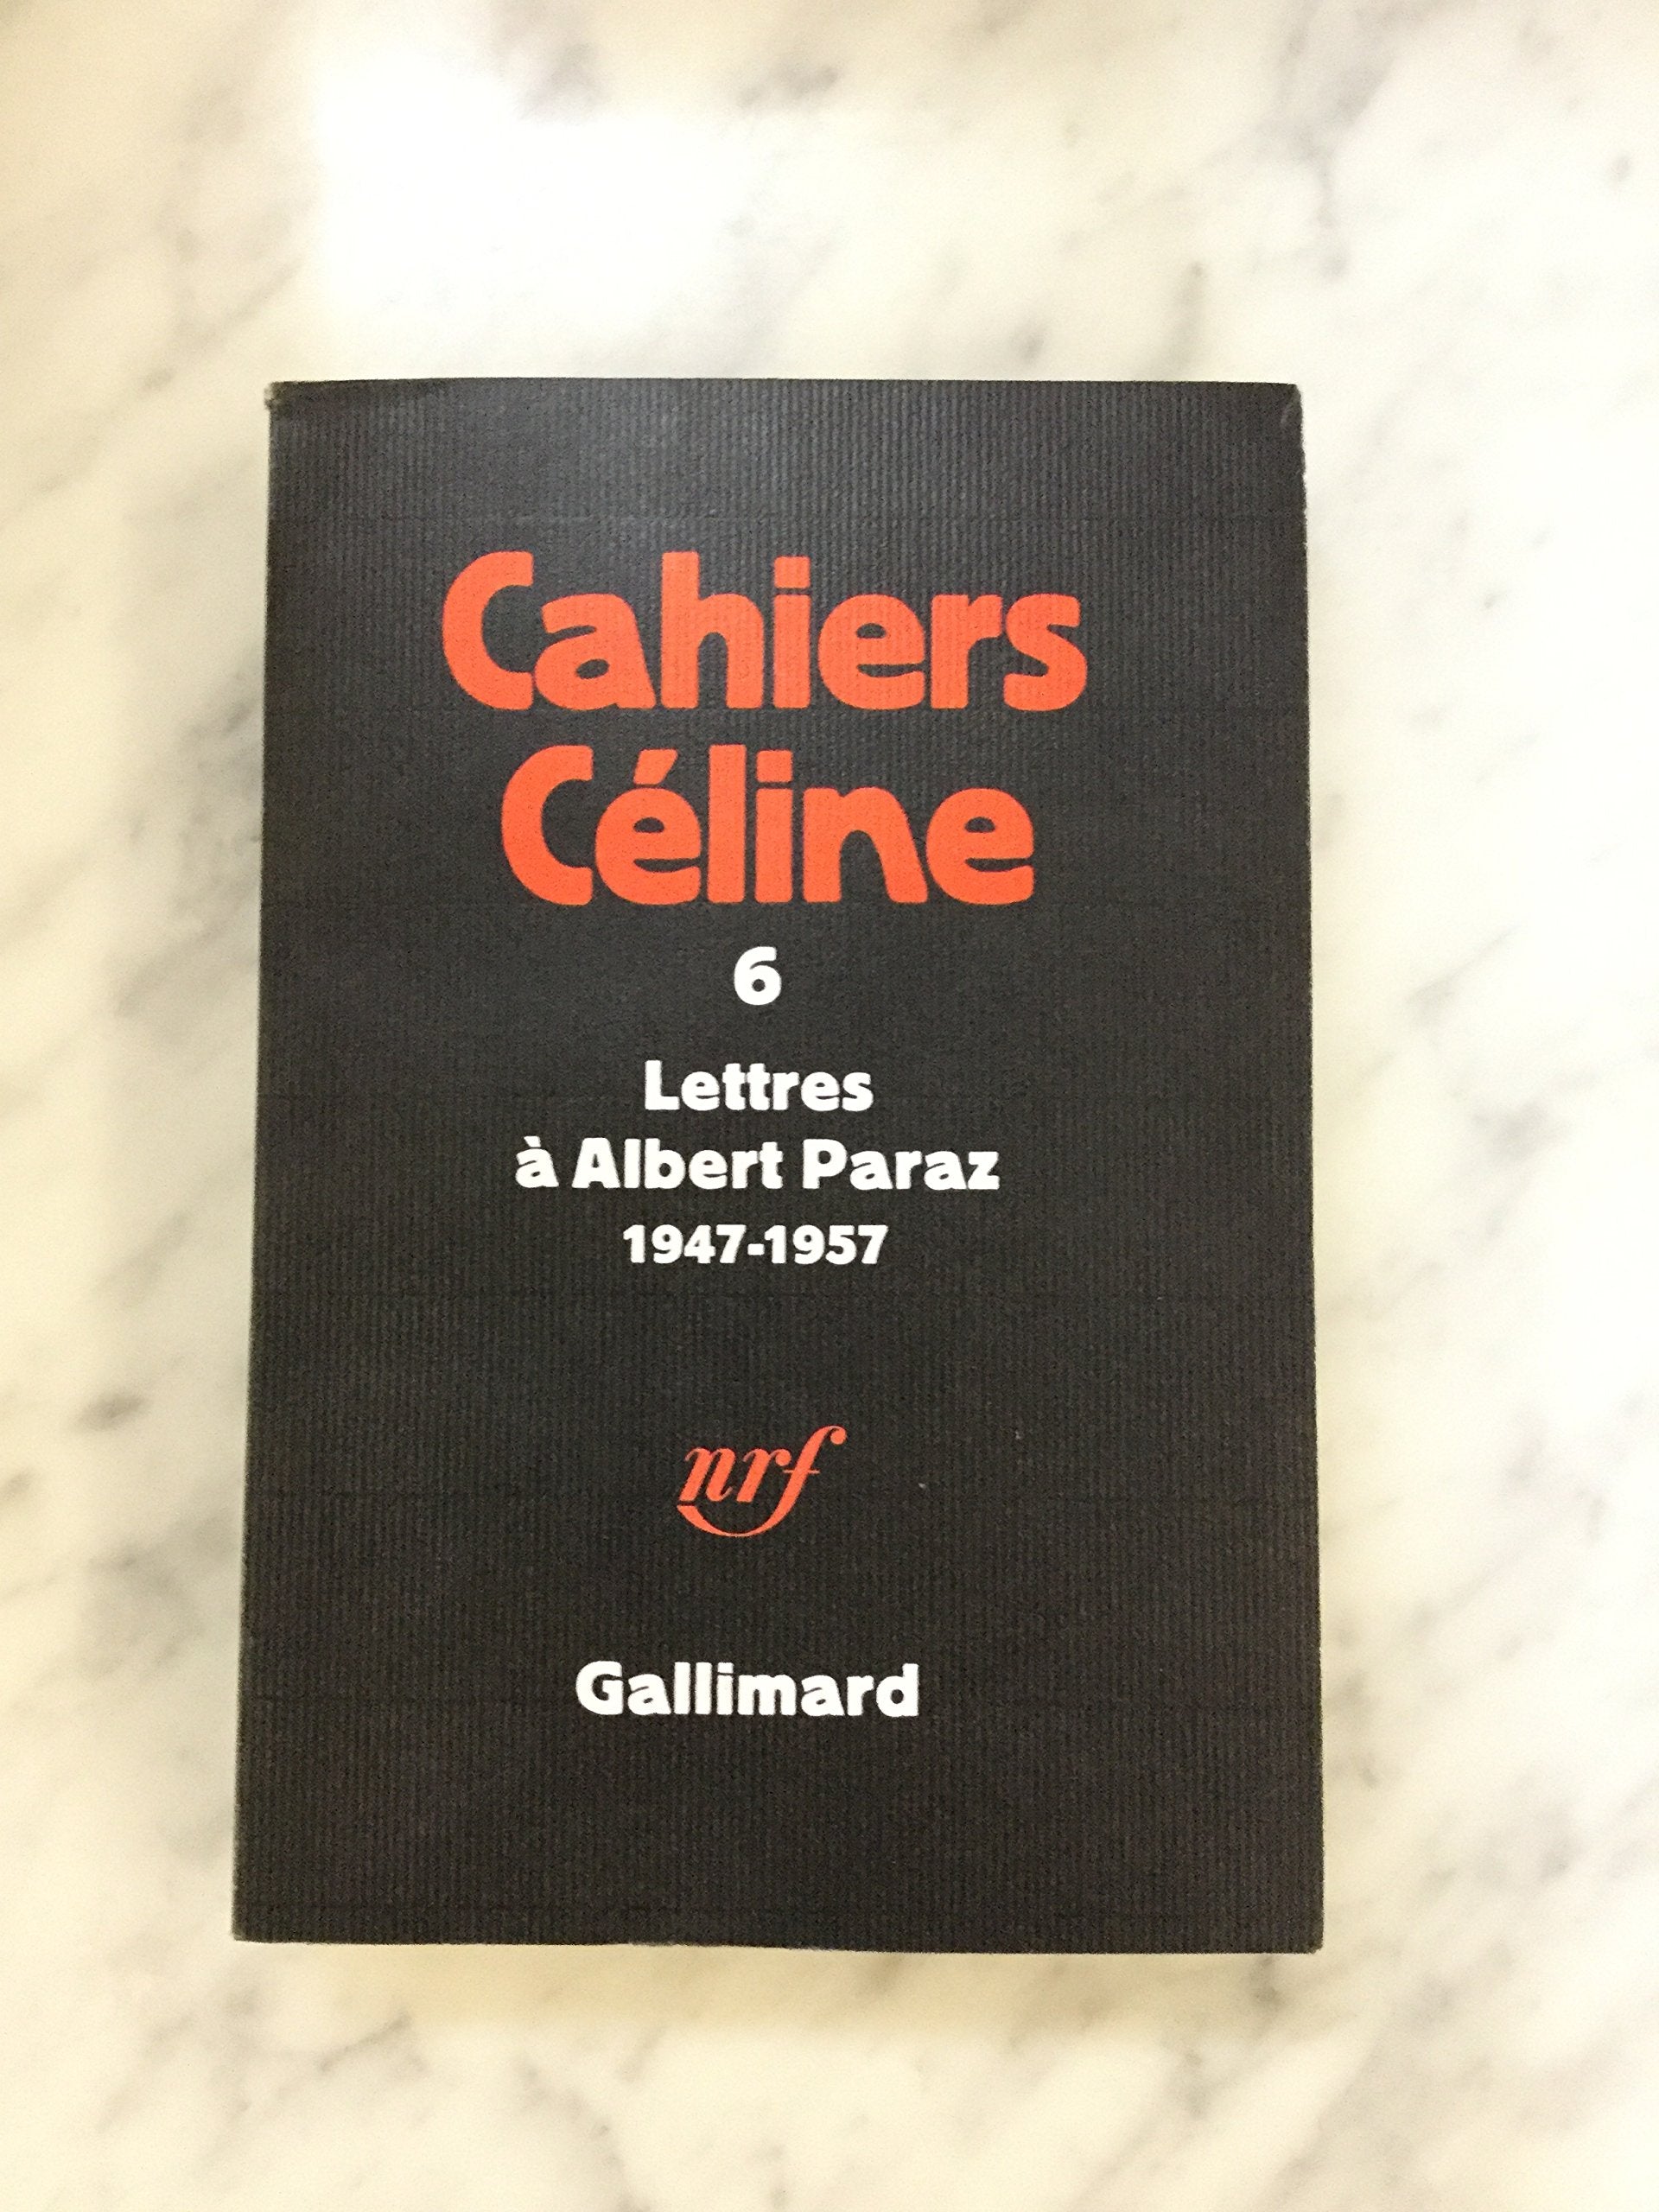 Cahiers
Céline
6
Lettres
à Albert Paraz
1947-1957
nrf
Gallimard